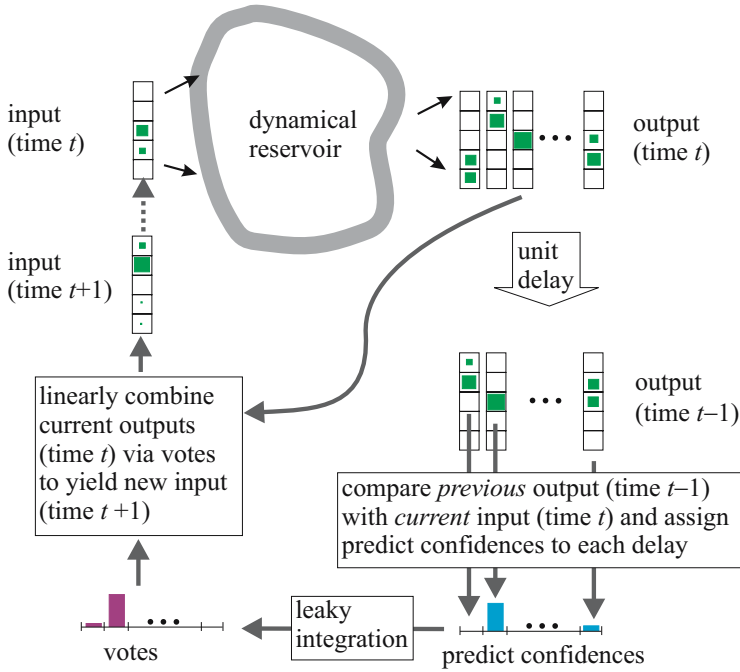 input
(time t)
dynamical
reservoir
output
(time t)
input
(time t+1)
unit
delay
output
(time t−1)
linearly combine
current outputs
(time t) via votes
to yield new input
(time t +1)
compare previous output (time t−1)
with current input (time t) and assign
predict confidences to each delay
leaky
integration
votes
predict confidences